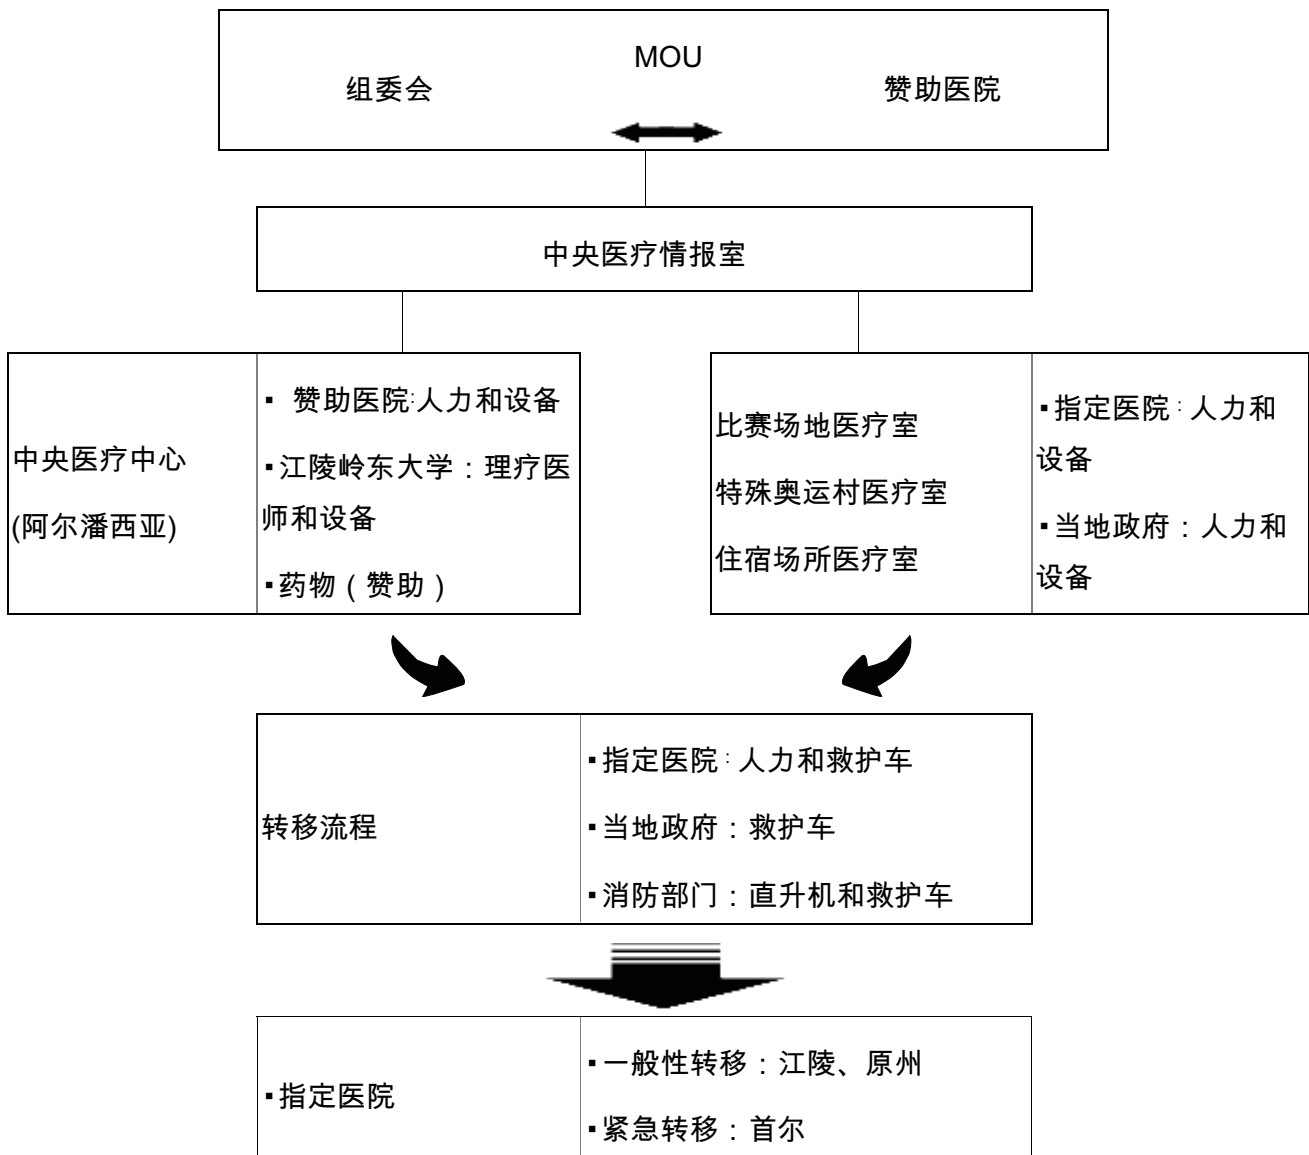 MOU
组委会
赞助医院
中央医疗情报室
中央医疗中心
(阿尔潘西亚)
▪ 赞助医院:人力和设备
▪江陵岭东大学：理疗医
师和设备
▪药物（赞助）
比赛场地医疗室
特殊奥运村医疗室
住宿场所医疗室
▪指定医院：人力和
设备
▪当地政府：人力和
设备
转移流程
▪指定医院：人力和救护车
▪当地政府：救护车
▪消防部门：直升机和救护车
▪指定医院
▪一般性转移：江陵、原州
▪紧急转移：首尔